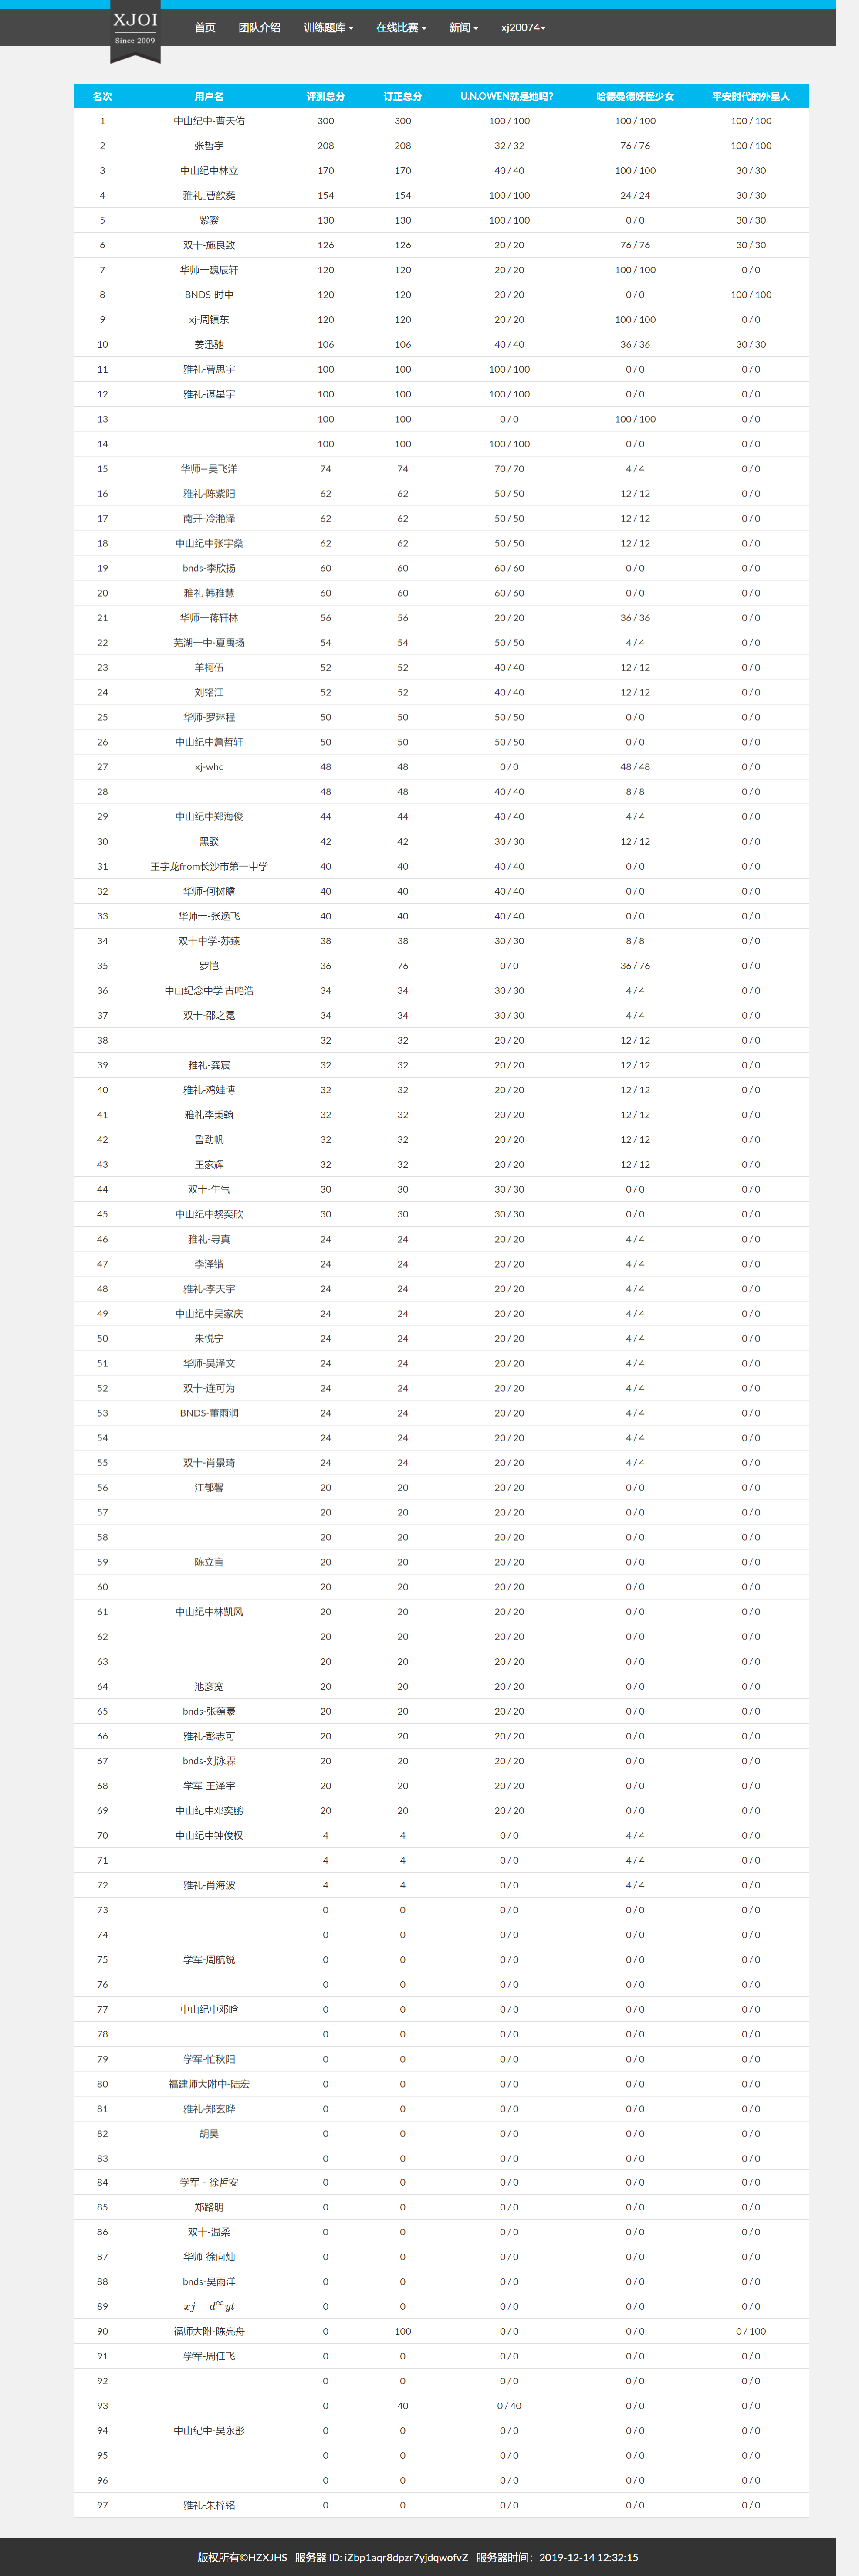 XJOI
Since 2009
首页 团队介绍 训练题库 在线比赛 新闻 xj20074
名次 用户名 评测总分 订正总分 U.N.OWEN就是她吗? 哈德曼德妖怪少女 平安时代的外星人
1 中山纪中-曹天佑 300 300 100 / 100 100 / 100 100 / 100
2 张哲宇 208 208 32 / 32 76 / 76 100 / 100
3 中山纪中林立 170 170 40 / 40 100 / 100 30 / 30
4 雅礼_曹歆蕤 154 154 100 / 100 24 / 24 30 / 30
5 紫骙 130 130 100 / 100 0 / 0 30 / 30
6 双十-施良致 126 126 20 / 20 76 / 76 30 / 30
7 华师一魏辰轩 120 120 20 / 20 100 / 100 0 / 0
8 BNDS-时中 120 120 20 / 20 0 / 0 100 / 100
9 xj-周镇东 120 120 20 / 20 100 / 100 0 / 0
10 姜迅驰 106 106 40 / 40 36 / 36 30 / 30
11 雅礼-曹思宇 100 100 100 / 100 0 / 0 0 / 0
12 雅礼-谌星宇 100 100 100 / 100 0 / 0 0 / 0
13 100 100 0 / 0 100 / 100 0 / 0
14 100 100 100 / 100 0 / 0 0 / 0
15 华师—吴飞洋 74 74 70 / 70 4 / 4 0 / 0
16 雅礼-陈紫阳 62 62 50 / 50 12 / 12 0 / 0
17 南开-冷滟泽 62 62 50 / 50 12 / 12 0 / 0
18 中山纪中张宇燊 62 62 50 / 50 12 / 12 0 / 0
19 bnds-李欣扬 60 60 60 / 60 0 / 0 0 / 0
20 雅礼 韩雅慧 60 60 60 / 60 0 / 0 0 / 0
21 华师一蒋轩林 56 56 20 / 20 36 / 36 0 / 0
22 芜湖一中-夏禹扬 54 54 50 / 50 4 / 4 0 / 0
23 羊柯伍 52 52 40 / 40 12 / 12 0 / 0
24 刘铭江 52 52 40 / 40 12 / 12 0 / 0
25 华师-罗琳程 50 50 50 / 50 0 / 0 0 / 0
26 中山纪中詹哲轩 50 50 50 / 50 0 / 0 0 / 0
27 xj-whc 48 48 0 / 0 48 / 48 0 / 0
28 48 48 40 / 40 8 / 8 0 / 0
29 中山纪中郑海俊 44 44 40 / 40 4 / 4 0 / 0
30 黑骙 42 42 30 / 30 12 / 12 0 / 0
31 王宇龙from长沙市第一中学 40 40 40 / 40 0 / 0 0 / 0
32 华师-何树瞻 40 40 40 / 40 0 / 0 0 / 0
33 华师一-张逸飞 40 40 40 / 40 0 / 0 0 / 0
34 双十中学-苏臻 38 38 30 / 30 8 / 8 0 / 0
35 罗恺 36 76 0 / 0 36 / 76 0 / 0
36 中山纪念中学 古鸣浩 34 34 30 / 30 4 / 4 0 / 0
37 双十-邵之冕 34 34 30 / 30 4 / 4 0 / 0
38 32 32 20 / 20 12 / 12 0 / 0
39 雅礼-龚宸 32 32 20 / 20 12 / 12 0 / 0
40 雅礼-鸡娃博 32 32 20 / 20 12 / 12 0 / 0
41 雅礼李秉翰 32 32 20 / 20 12 / 12 0 / 0
42 鲁劲帆 32 32 20 / 20 12 / 12 0 / 0
43 王家辉 32 32 20 / 20 12 / 12 0 / 0
44 双十-生气 30 30 30 / 30 0 / 0 0 / 0
45 中山纪中黎奕欣 30 30 30 / 30 0 / 0 0 / 0
46 雅礼-寻真 24 24 20 / 20 4 / 4 0 / 0
47 李泽锴 24 24 20 / 20 4 / 4 0 / 0
48 雅礼-李天宇 24 24 20 / 20 4 / 4 0 / 0
49 中山纪中吴家庆 24 24 20 / 20 4 / 4 0 / 0
50 朱悦宁 24 24 20 / 20 4 / 4 0 / 0
51 华师-吴泽文 24 24 20 / 20 4 / 4 0 / 0
52 双十-连可为 24 24 20 / 20 4 / 4 0 / 0
53 BNDS-董雨润 24 24 20 / 20 4 / 4 0 / 0
54 24 24 20 / 20 4 / 4 0 / 0
55 双十-肖景琦 24 24 20 / 20 4 / 4 0 / 0
56 江郁馨 20 20 20 / 20 0 / 0 0 / 0
57 20 20 20 / 20 0 / 0 0 / 0
58 20 20 20 / 20 0 / 0 0 / 0
59 陈立言 20 20 20 / 20 0 / 0 0 / 0
60 20 20 20 / 20 0 / 0 0 / 0
61 中山纪中林凯风 20 20 20 / 20 0 / 0 0 / 0
62 20 20 20 / 20 0 / 0 0 / 0
63 20 20 20 / 20 0 / 0 0 / 0
64 池彦宽 20 20 20 / 20 0 / 0 0 / 0
65 bnds-张蕴豪 20 20 20 / 20 0 / 0 0 / 0
66 雅礼-彭志可 20 20 20 / 20 0 / 0 0 / 0
67 bnds-刘泳霖 20 20 20 / 20 0 / 0 0 / 0
68 学军-王泽宇 20 20 20 / 20 0 / 0 0 / 0
69 中山纪中邓奕鹏 20 20 20 / 20 0 / 0 0 / 0
70 中山纪中钟俊权 4 4 0 / 0 4 / 4 0 / 0
71 4 4 0 / 0 4 / 4 0 / 0
72 雅礼-肖海波 4 4 0 / 0 4 / 4 0 / 0
73 0 0 0 / 0 0 / 0 0 / 0
74 0 0 0 / 0 0 / 0 0 / 0
75 学军-周航锐 0 0 0 / 0 0 / 0 0 / 0
76 0 0 0 / 0 0 / 0 0 / 0
77 中山纪中邓晗 0 0 0 / 0 0 / 0 0 / 0
78 0 0 0 / 0 0 / 0 0 / 0
79 学军-忙秋阳 0 0 0 / 0 0 / 0 0 / 0
80 福建师大附中-陆宏 0 0 0 / 0 0 / 0 0 / 0
81 雅礼-郑玄晔 0 0 0 / 0 0 / 0 0 / 0
82 胡昊 0 0 0 / 0 0 / 0 0 / 0
83 0 0 0 / 0 0 / 0 0 / 0
84 学军 - 徐哲安 0 0 0 / 0 0 / 0 0 / 0
85 郑路明 0 0 0 / 0 0 / 0 0 / 0
86 双十-温柔 0 0 0 / 0 0 / 0 0 / 0
87 华师-徐向灿 0 0 0 / 0 0 / 0 0 / 0
88 bnds-吴雨洋 0 0 0 / 0 0 / 0 0 / 0
89 xj − d∞yt 0 0 0 / 0 0 / 0 0 / 0
90 福师大附-陈亮舟 0 100 0 / 0 0 / 0 0 / 100
91 学军-周任飞 0 0 0 / 0 0 / 0 0 / 0
92 0 0 0 / 0 0 / 0 0 / 0
93 0 40 0 / 40 0 / 0 0 / 0
94 中山纪中-吴永彤 0 0 0 / 0 0 / 0 0 / 0
95 0 0 0 / 0 0 / 0 0 / 0
96 0 0 0 / 0 0 / 0 0 / 0
97 雅礼-朱梓铭 0 0 0 / 0 0 / 0 0 / 0
版权所有©HZXJHS 服务器 ID: iZbp1aqr8dpzr7yjdqwofvZ 服务器时间: 2019-12-14 12:32:15